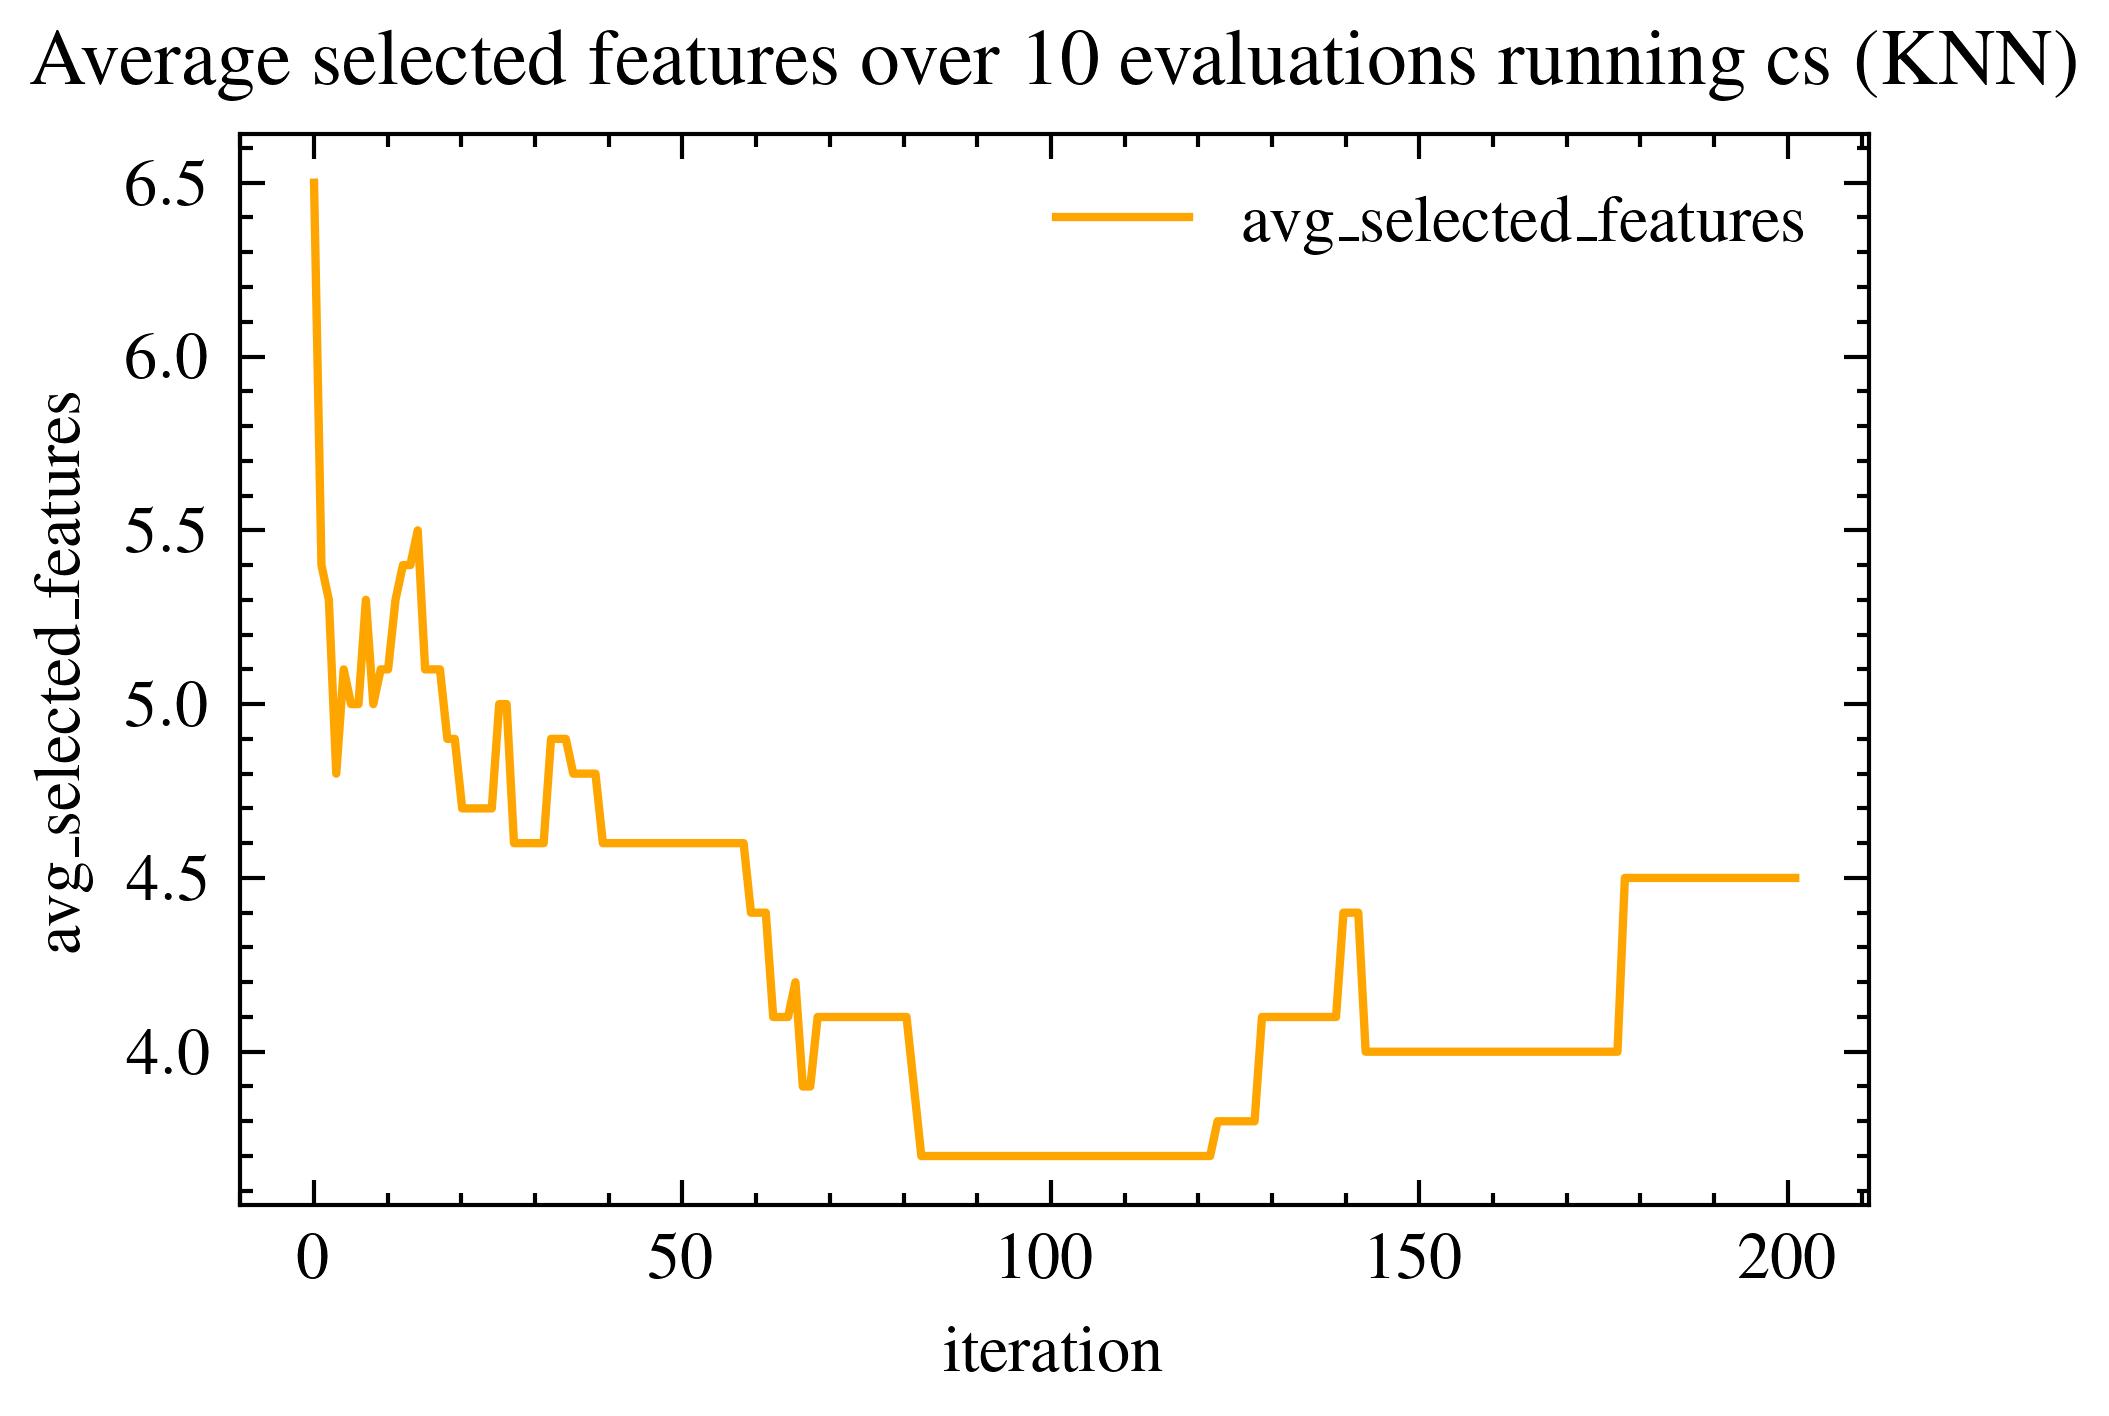 Average selected features over 10 evaluations running cs (KNN)
avg_selected_features
6.5
6.0
5.5
5.0
4.5
4.0
avg_selected_features
0 50 100 150 200
iteration